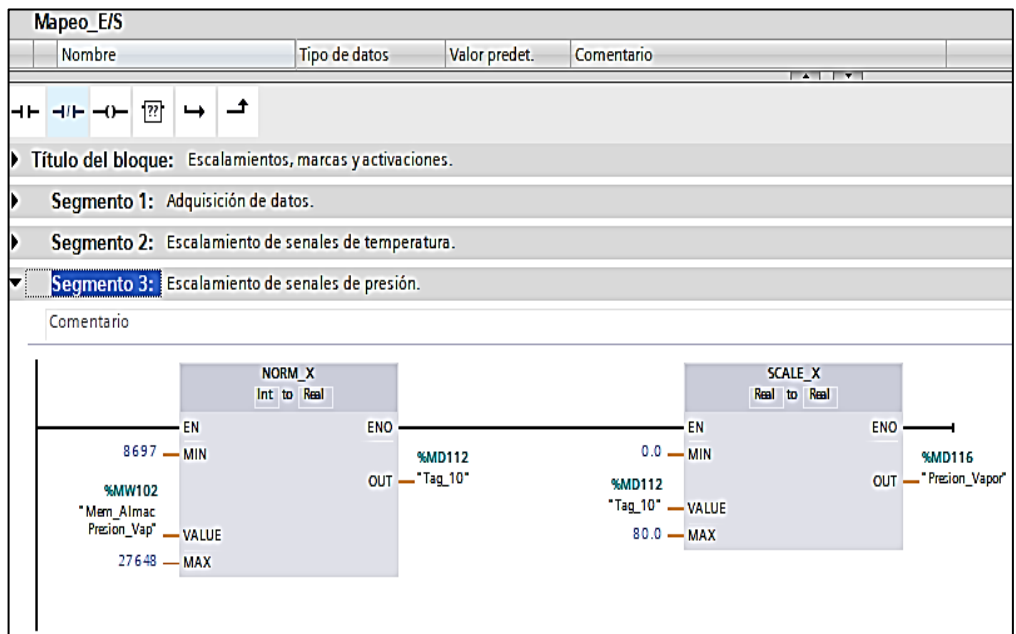 Mapeo_E/S
Nombre Tipo de datos Valor predet. Comentario
??
Título del bloque: Escalamientos, marcas y activaciones.
Segmento 1: Adquisición de datos.
Segmento 2: Escalamiento de senales de temperatura.
Segmento 3: Escalamiento de senales de presión.
Comentario
NORM_X
Int to Real
EN ENO
8697 MIN
%MW102
"Mem_Almac
Presion_Vap" VALUE
27648 MAX
OUT
%MD112
"Tag_10"
SCALE_X
Real to Real
EN ENO
0.0 MIN
%MD112
"Tag_10" VALUE
80.0 MAX
OUT
%MD116
"Presion_Vapor"